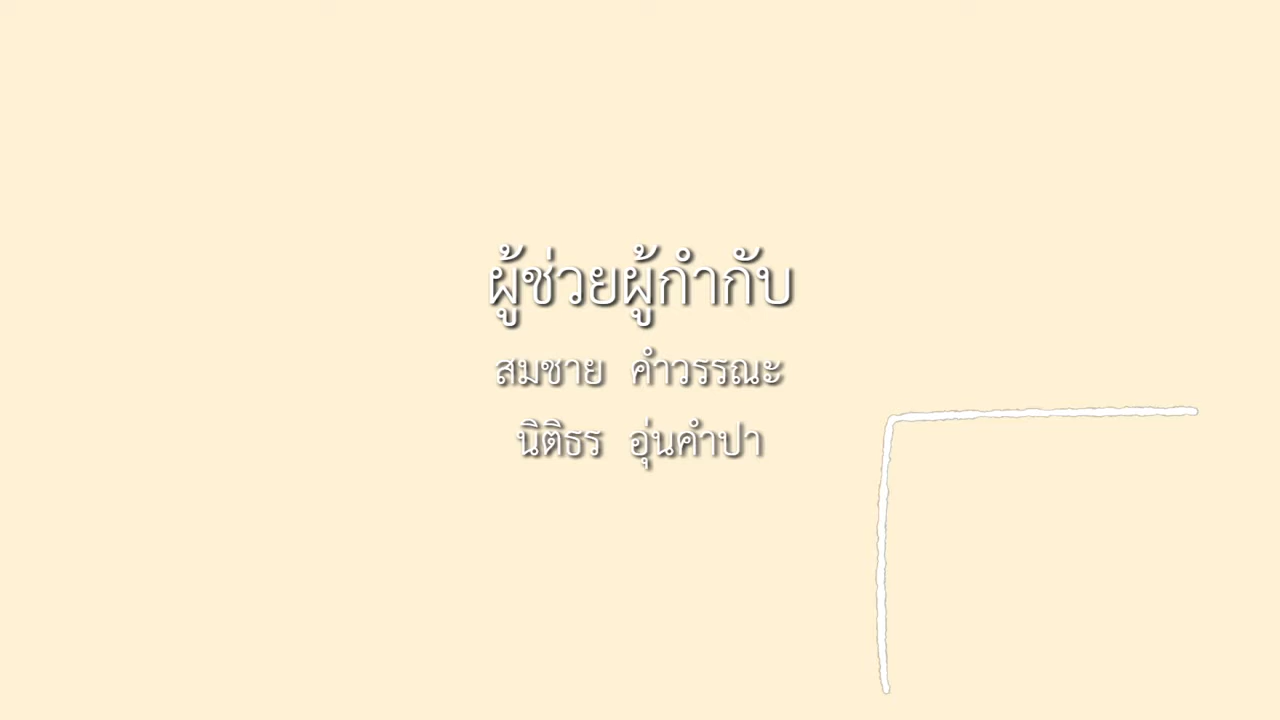 ผู้ช่วยผู้กำกับ
สมชาย คำวรรณะ
นิติธร อุ่นคำปา